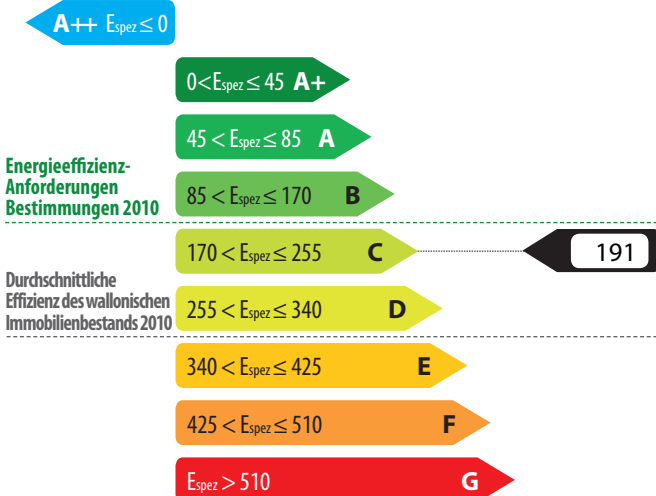 A++ Espez ≤ 0
0<Espez ≤ 45 A+
45 < Espez ≤ 85 A
Energieeffizienz-
Anforderungen
Bestimmungen 2010
85 < Espez ≤ 170 B
170 < Espez ≤ 255 C
191
Durchschnittliche
Effizienz des wallonischen
Immobilienbestands 2010
255 < Espez ≤ 340 D
340 < Espez ≤ 425 E
425 < Espez ≤ 510 F
Espez > 510 G